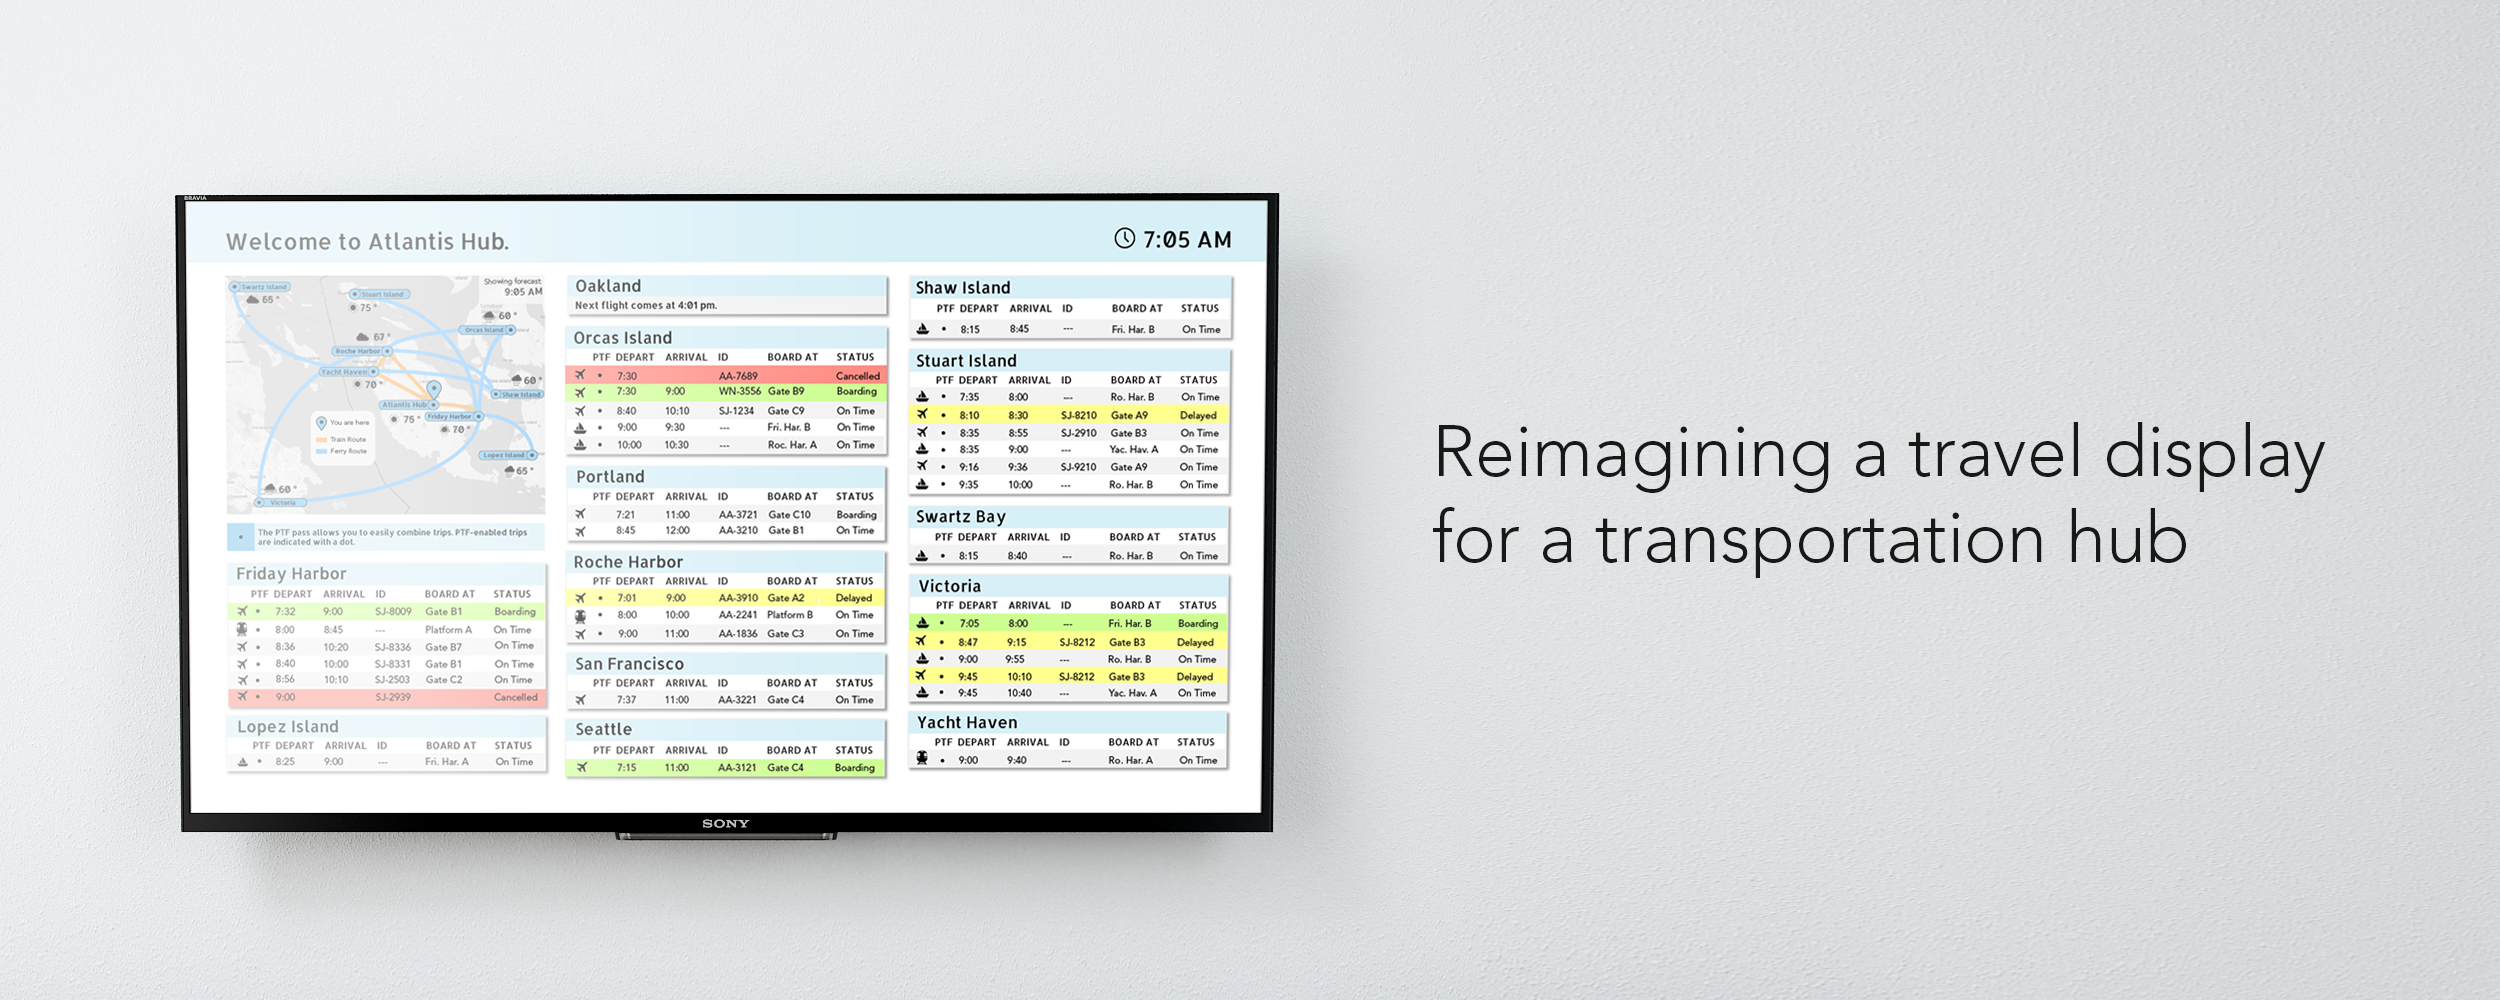 BRAVIA
Welcome to Atlantis Hub.
7:05 AM
Showing forecast
9:05 AM
Swartz Island
65°
Stuart Island
75°
60°
Orcas Island
67°
Roche Harbor
Yacht Haven
70°
60°
Shaw Island
Atlantis Hub
75°
Friday Harbor
70°
You are here
Train Route
Ferry Route
Lopez Island
65°
60°
Victoria
The PTF pass allows you to easily combine trips. PTF-enabled trips
are indicated with a dot.
Friday Harbor
PTF DEPART ARRIVAL ID BOARD AT STATUS
• 7:32 9:00 SJ-8009 Gate B1 Boarding
• 8:00 8:45 --- Platform A On Time
• 8:36 10:20 SJ-8336 Gate B7 On Time
• 8:40 10:00 SJ-8331 Gate B1 On Time
• 8:56 10:10 SJ-2503 Gate C2 On Time
• 9:00 SJ-2939 Cancelled
Lopez Island
PTF DEPART ARRIVAL ID BOARD AT STATUS
• 8:25 9:00 --- Fri. Har. A On Time
Oakland
Next flight comes at 4:01 pm.
Orcas Island
PTF DEPART ARRIVAL ID BOARD AT STATUS
• 7:30 AA-7689 Cancelled
• 7:30 9:00 WN-3556 Gate B9 Boarding
• 8:40 10:10 SJ-1234 Gate C9 On Time
• 9:00 9:30 --- Fri. Har. B On Time
• 10:00 10:30 --- Roc. Har. A On Time
Portland
PTF DEPART ARRIVAL ID BOARD AT STATUS
7:21 11:00 AA-3721 Gate C10 Boarding
8:45 12:00 AA-3210 Gate B1 On Time
Roche Harbor
PTF DEPART ARRIVAL ID BOARD AT STATUS
• 7:01 9:00 AA-3910 Gate A2 Delayed
• 8:00 10:00 AA-2241 Platform B On Time
• 9:00 11:00 AA-1836 Gate C3 On Time
San Francisco
PTF DEPART ARRIVAL ID BOARD AT STATUS
7:37 11:00 AA-3221 Gate C4 On Time
Seattle
PTF DEPART ARRIVAL ID BOARD AT STATUS
7:15 11:00 AA-3121 Gate C4 Boarding
Shaw Island
PTF DEPART ARRIVAL ID BOARD AT STATUS
• 8:15 8:45 --- Fri. Har. B On Time
Stuart Island
PTF DEPART ARRIVAL ID BOARD AT STATUS
• 7:35 8:00 --- Ro. Har. B On Time
• 8:10 8:30 SJ-8210 Gate A9 Delayed
• 8:35 8:55 SJ-2910 Gate B3 On Time
• 8:35 9:00 --- Yac. Hav. A On Time
• 9:16 9:36 SJ-9210 Gate A9 On Time
• 9:35 10:00 --- Ro. Har. B On Time
Swartz Bay
PTF DEPART ARRIVAL ID BOARD AT STATUS
• 8:15 8:40 --- Ro. Har. B On Time
Victoria
PTF DEPART ARRIVAL ID BOARD AT STATUS
• 7:05 8:00 --- Fri. Har. B Boarding
• 8:47 9:15 SJ-8212 Gate B3 Delayed
• 9:00 9:55 --- Ro. Har. B On Time
• 9:45 10:10 SJ-8212 Gate B3 Delayed
• 9:45 10:40 --- Yac. Hav. A On Time
Yacht Haven
PTF DEPART ARRIVAL ID BOARD AT STATUS
• 9:00 9:40 --- Ro. Har. A On Time
SONY
Reimagining a travel display
for a transportation hub